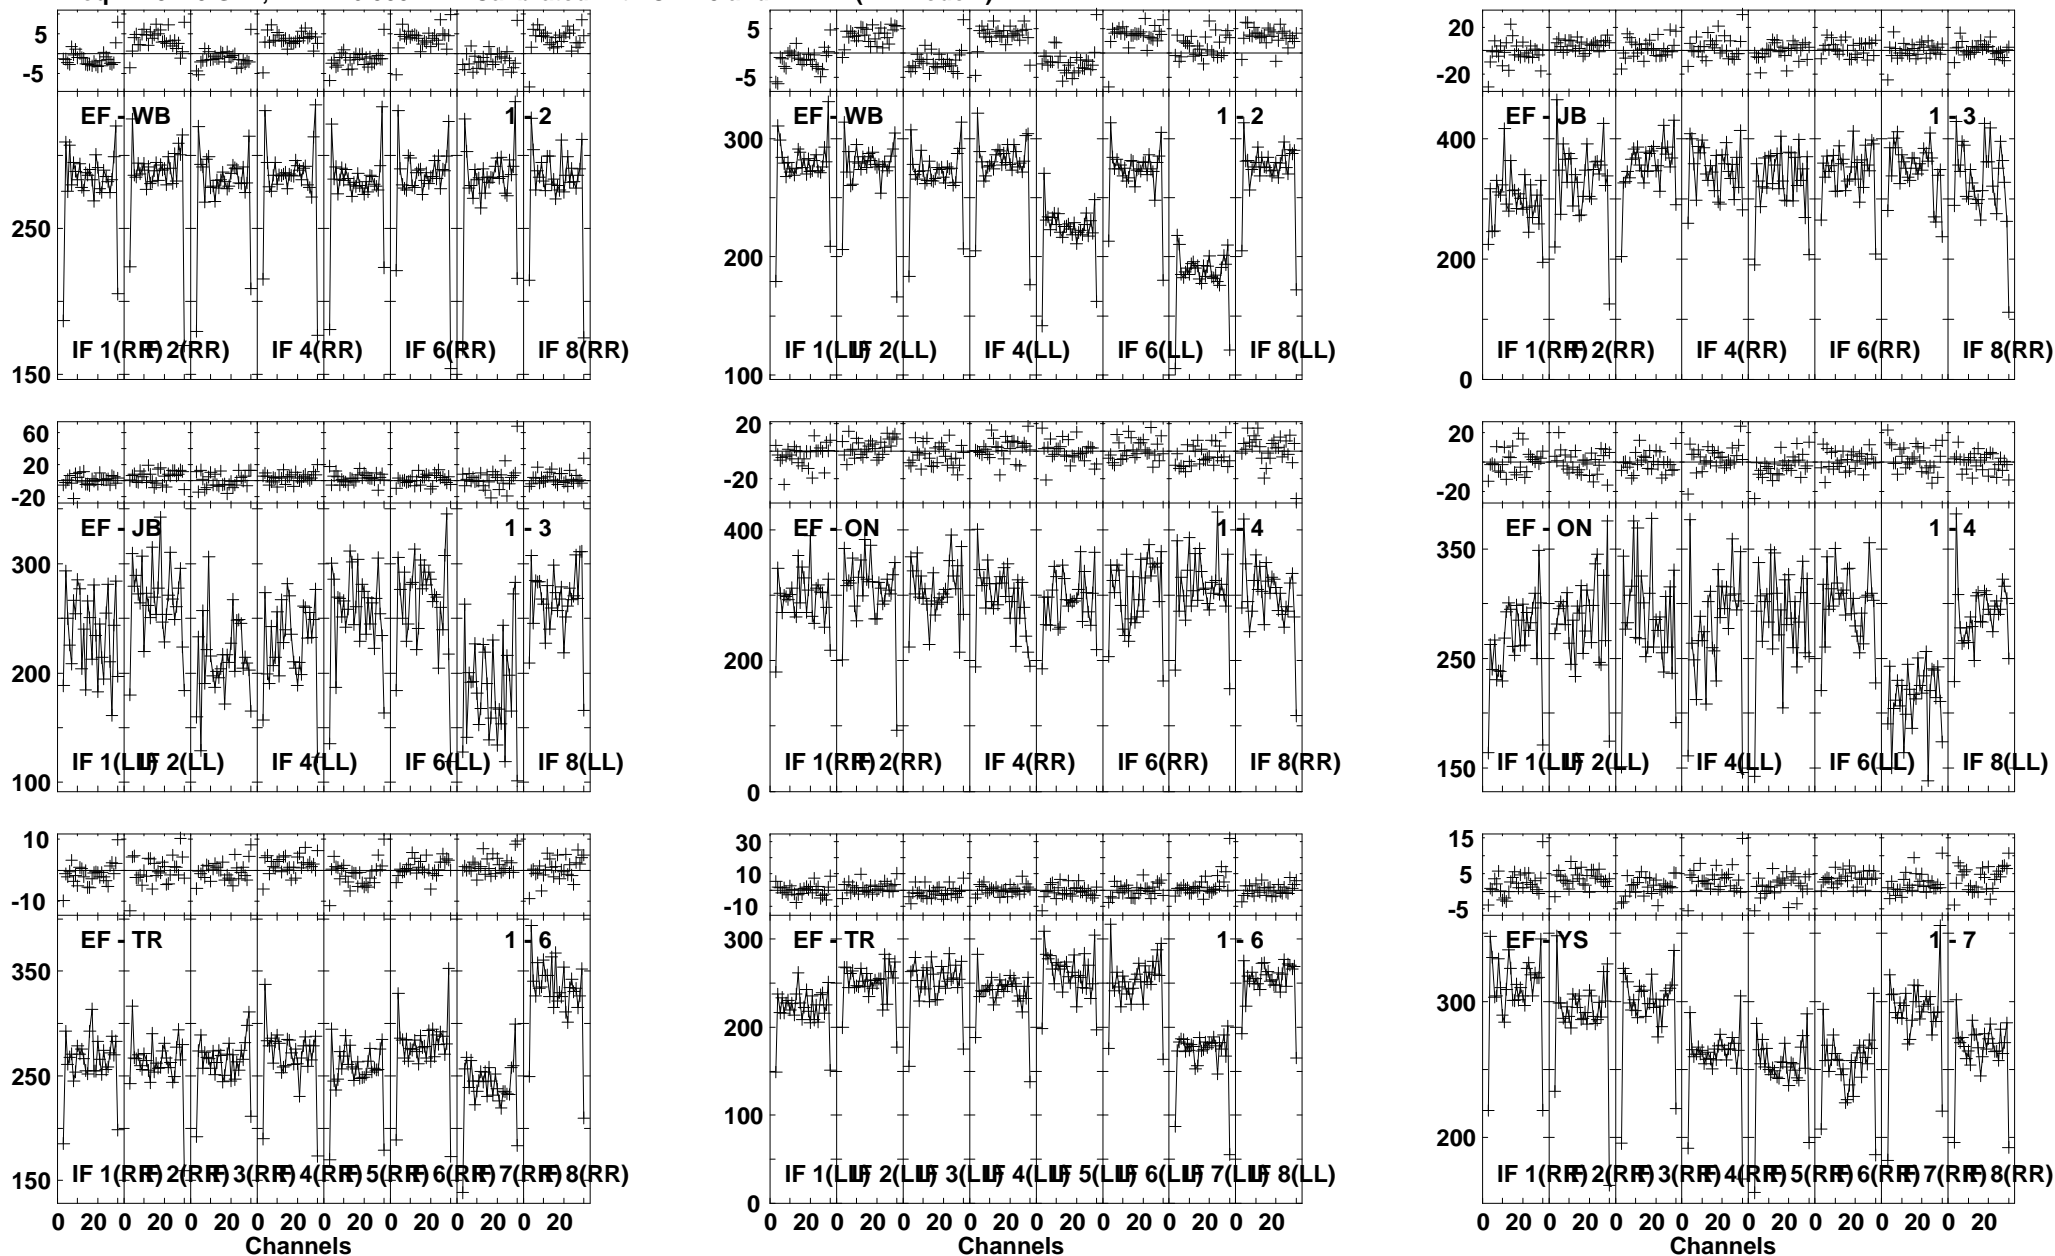 5 5 20
-5 -5 -20
EF - WB 1 - 2 EF - WB 1 - 2 EF - JB 1 - 3
300 400
250 200 200
IF 1(RR) IF 2(RR) IF 4(RR) IF 6(RR) IF 8(RR) IF 1(LL) IF 2(LL) IF 4(LL) IF 6(LL) IF 8(LL) IF 1(RR) IF 2(RR) IF 4(RR) IF 6(RR) IF 8(RR)
150 100 0
60 20 20
20
-20 -20 -20
EF - JB 1 - 3 EF - ON 1 - 4 EF - ON 1 - 4
300 400 350
200 200 250
IF 1(LL) IF 2(LL) IF 4(LL) IF 6(LL) IF 8(LL) IF 1(RR) IF 2(RR) IF 4(RR) IF 6(RR) IF 8(RR) IF 1(LL) IF 2(LL) IF 4(LL) IF 6(LL) IF 8(LL)
100 0 150
10 30 15
10 5
-10 -10 -5
EF - TR 1 - 6 EF - TR 1 - 6 EF - YS 1 - 7
350 300 300
250 200
100 200
IF 1(RR) IF 2(RR) IF 3(RR) IF 4(RR) IF 5(RR) IF 6(RR) IF 7(RR) IF 8(RR) IF 1(LL) IF 2(LL) IF 3(LL) IF 4(LL) IF 5(LL) IF 6(LL) IF 7(LL) IF 8(LL) IF 1(RR) IF 2(RR) IF 3(RR) IF 4(RR) IF 5(RR) IF 6(RR) IF 7(RR) IF 8(RR)
150 0
0 20 0 20 0 20 0 20 0 20 0 20 0 20 0 20 0 20 0 20 0 20 0 20 0 20 0 20 0 20 0 20 0 20 0 20 0 20 0 20 0 20 0 20 0 20 0 20
Channels Channels Channels